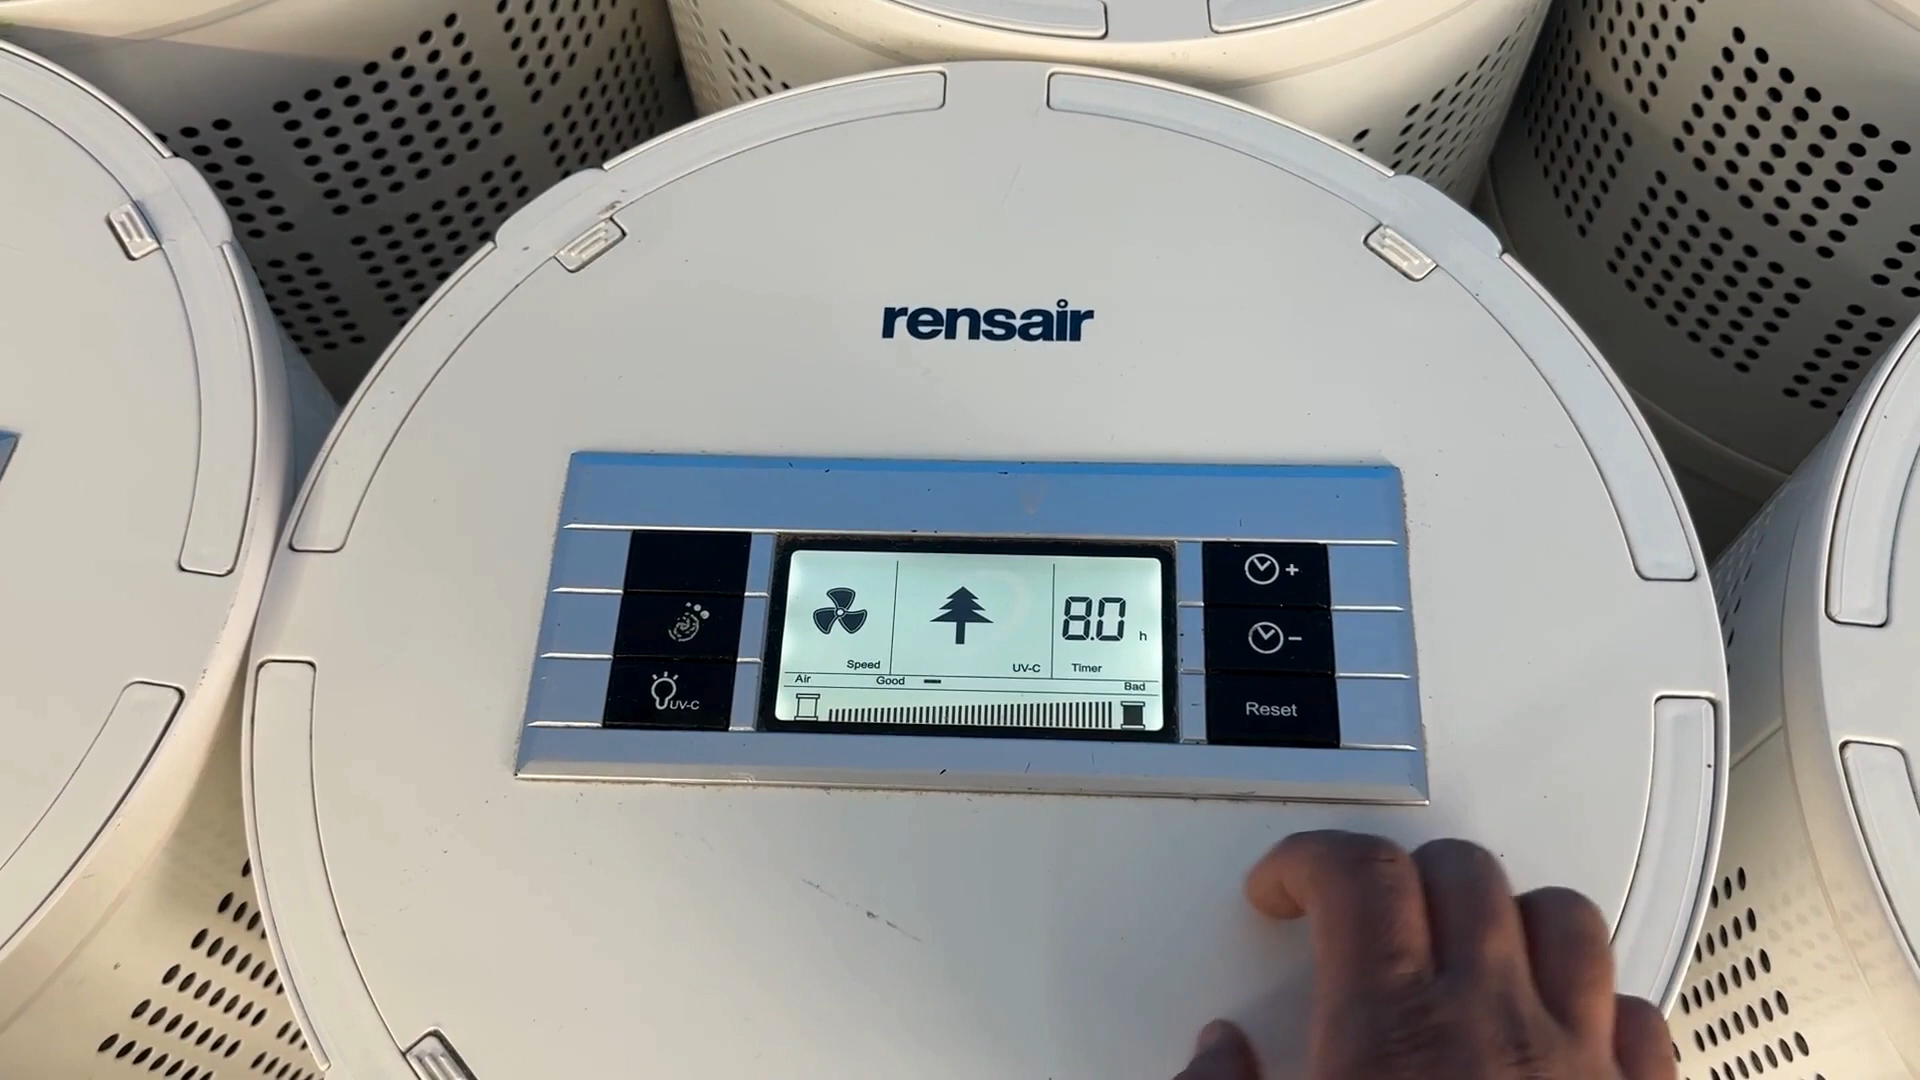 rensair
UV-C
Speed
UV-C
8.0 h
Timer
Air
Good
Bad
+
−
Reset